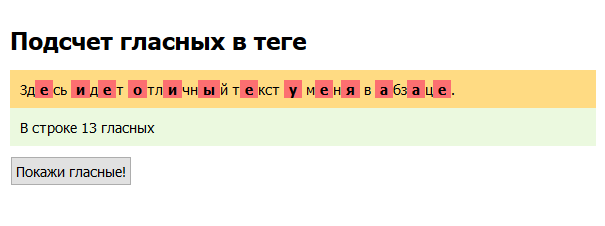 Подсчет гласных в теге
Здесь идет отличный текст у меня в абзаце.
В строке 13 гласных
Покажи гласные!